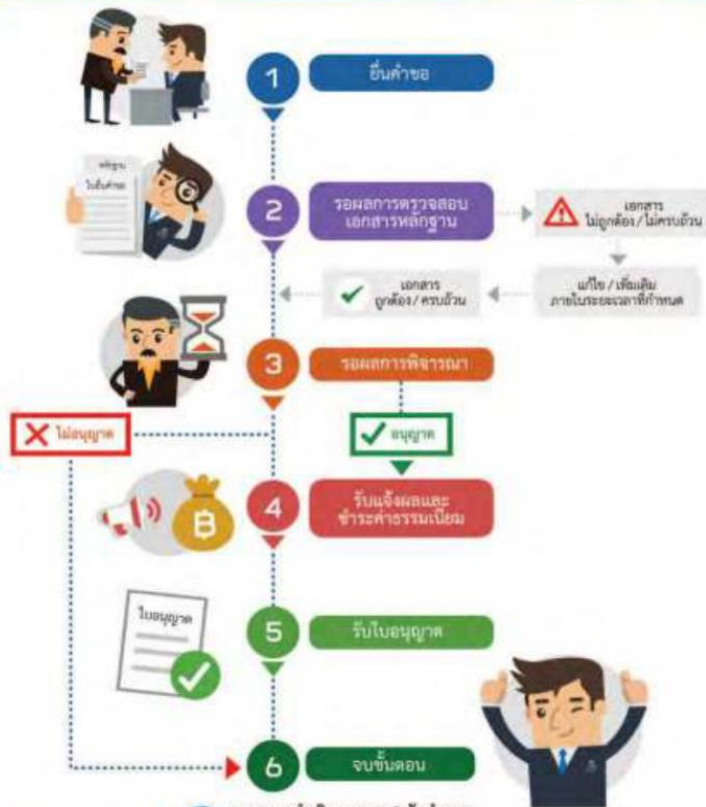 1
ยื่นคำขอ
หลักฐาน
ใบยื่นคำขอ
2
รอผลการตรวจสอบ
เอกสารหลักฐาน
เอกสาร
ไม่ถูกต้อง / ไม่ครบถ้วน
เอกสาร
ถูกต้อง / ครบถ้วน
แก้ไข / เพิ่มเติม
ภายในระยะเวลาที่กำหนด
3
รอผลการพิจารณา
ไม่อนุญาต
อนุญาต
4
รับแจ้งผลและ
ชำระค่าธรรมเนียม
B
ใบอนุญาต
5
รับใบอนุญาต
6
จบขั้นตอน